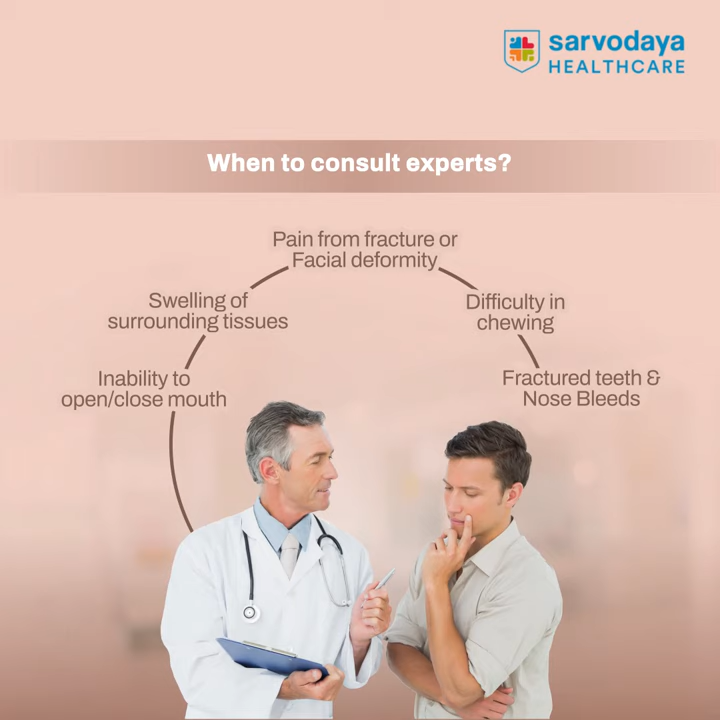 sarvodaya
HEALTHCARE
When to consult experts?
Pain from fracture or
Facial deformity
Swelling of
surrounding tissues
Difficulty in
chewing
Inability to
open/close mouth
Fractured teeth &
Nose Bleeds